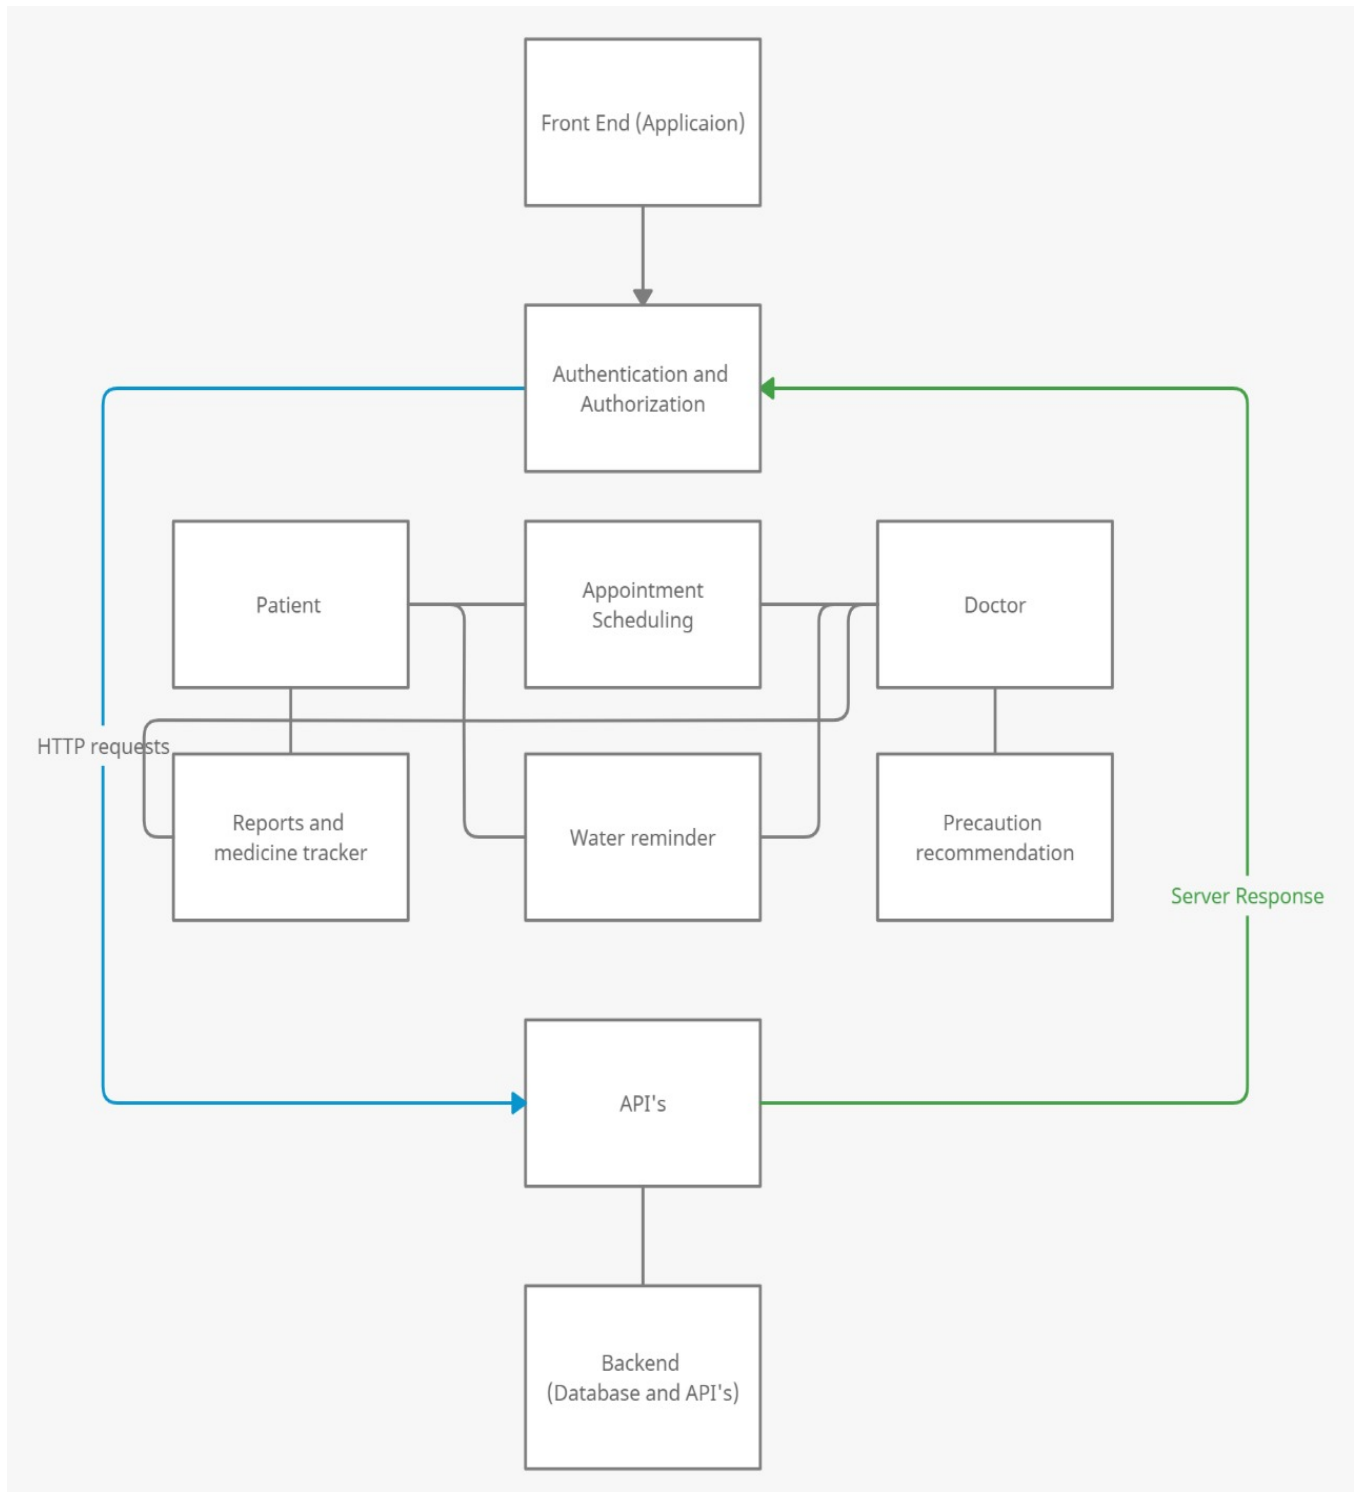 Front End (Applicaion)
Authentication and
Authorization
Patient
Appointment
Scheduling
Doctor
HTTP requests
Reports and
medicine tracker
Water reminder
Precaution
recommendation
Server Response
API's
Backend
(Database and API's)